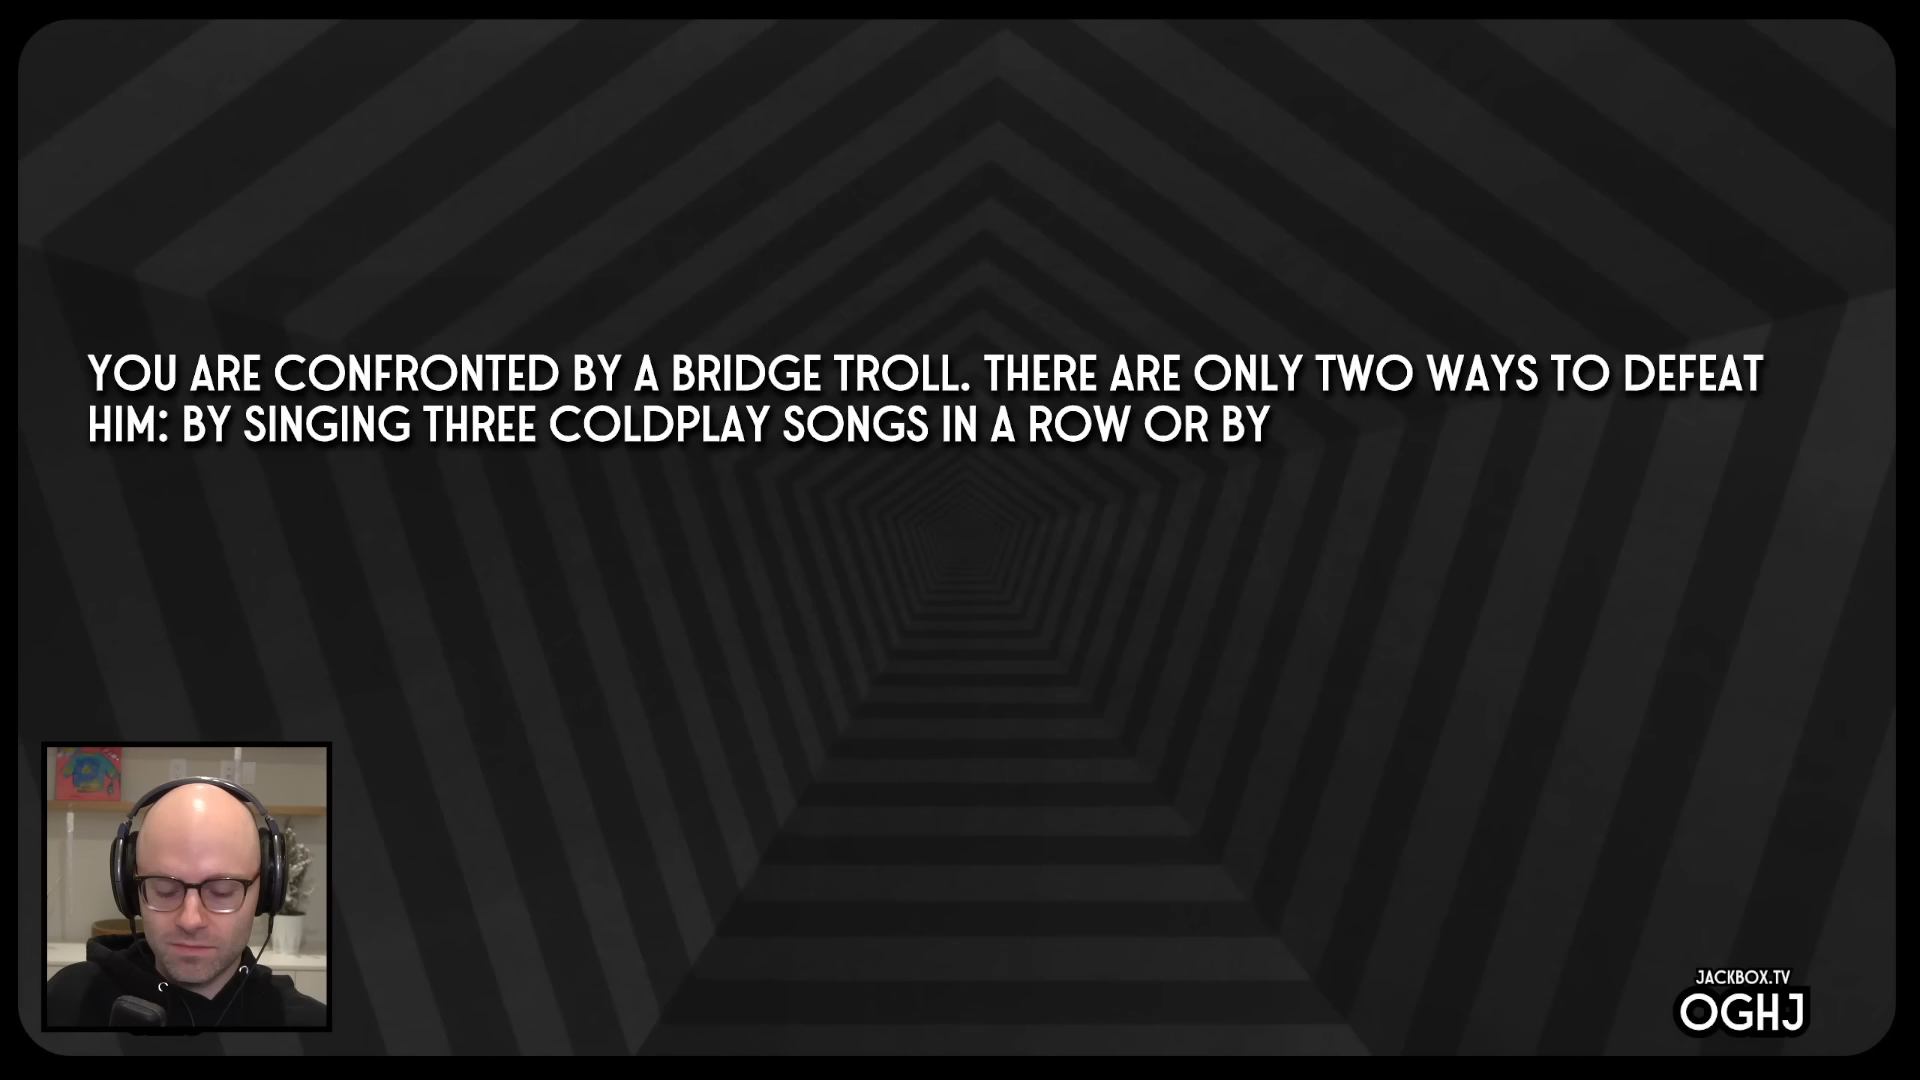 YOU ARE CONFRONTED BY A BRIDGE TROLL. THERE ARE ONLY TWO WAYS TO DEFEAT
HIM: BY SINGING THREE COLDPLAY SONGS IN A ROW OR BY
JACKBOX.TV
OGHJ